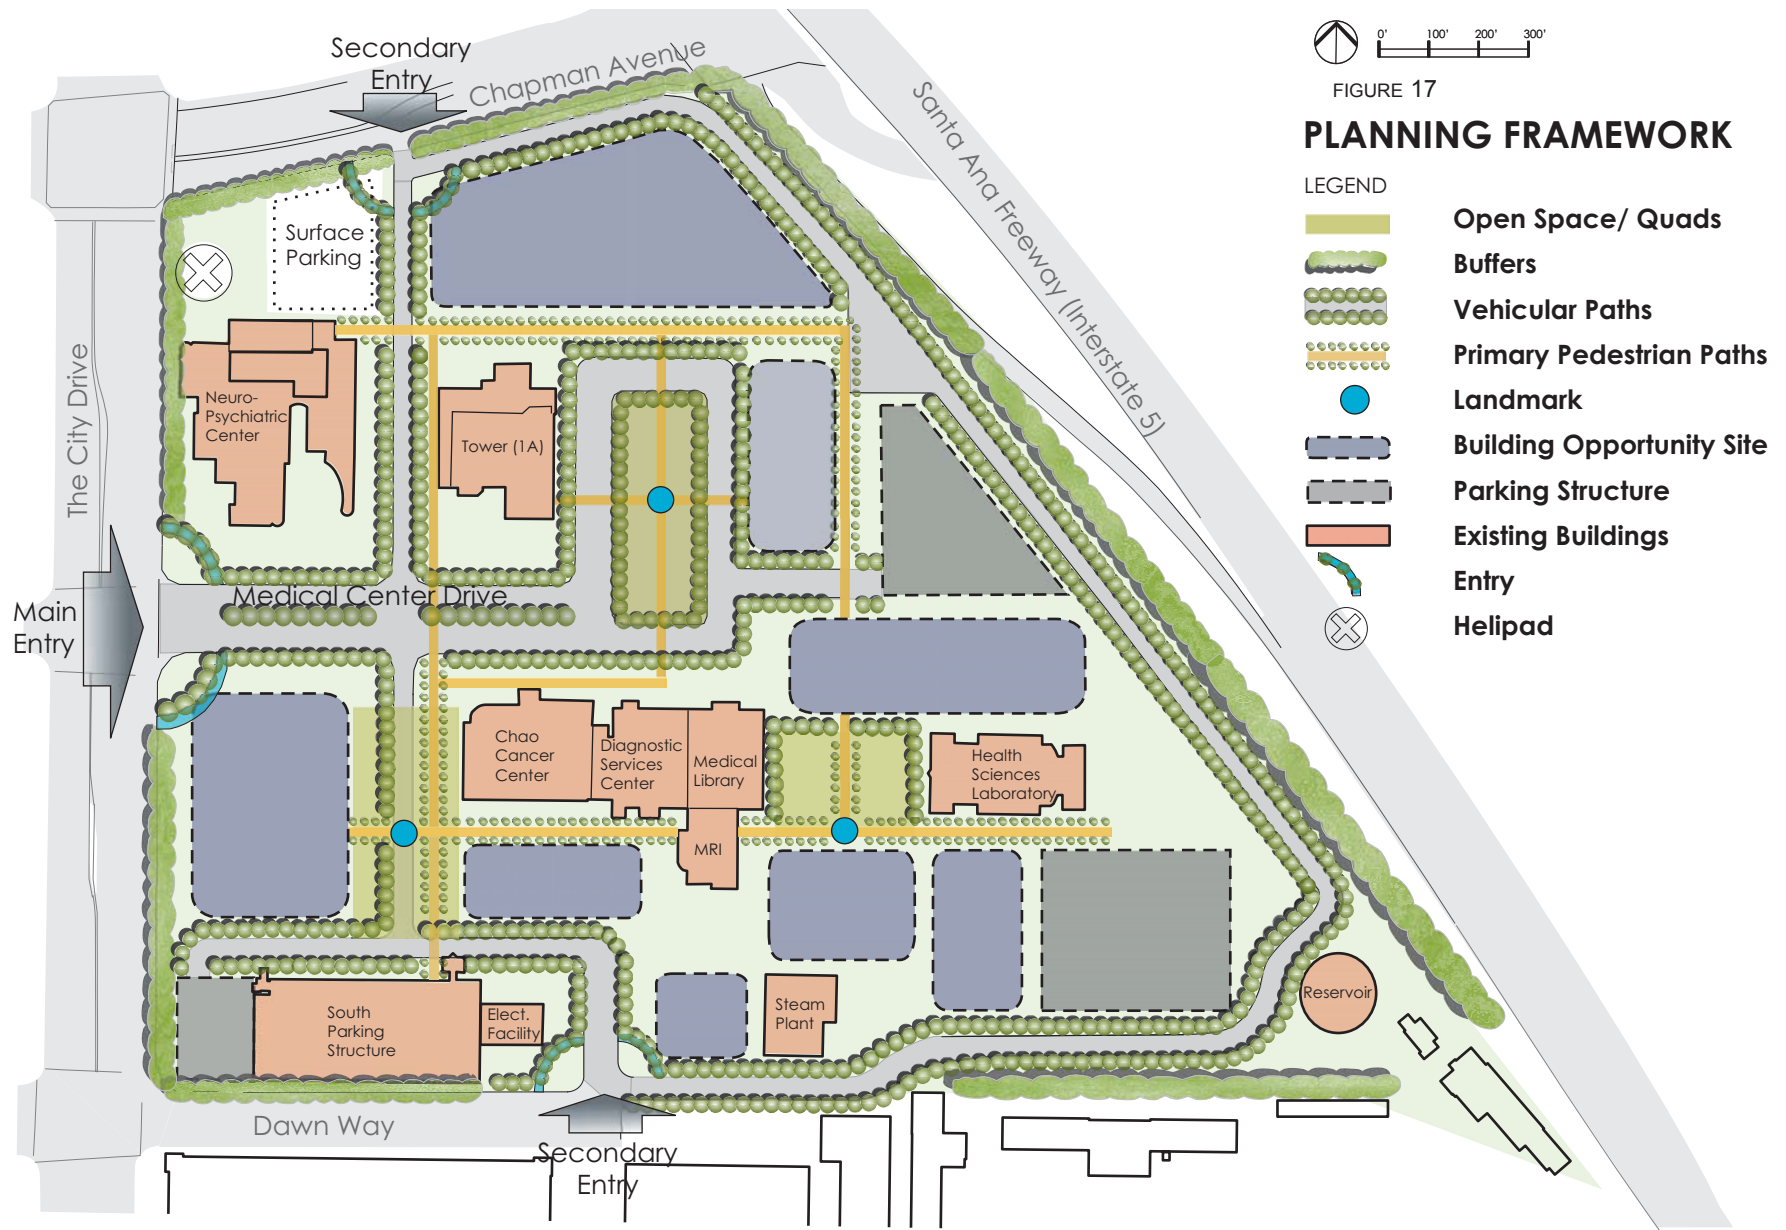 Secondary
Entry
Chapman Avenue
Santa Ana Freeway (Interstate 5)
0' 100' 200' 300'
FIGURE 17
PLANNING FRAMEWORK
LEGEND
Open Space/ Quads
Buffers
Vehicular Paths
Primary Pedestrian Paths
Landmark
Building Opportunity Site
Parking Structure
Existing Buildings
Entry
Helipad
Surface
Parking
The City Drive
Neuro-
Psychiatric
Center
Tower (1A)
Main
Entry
Medical Center Drive
Chao
Cancer
Center
Diagnostic
Services
Center
Medical
Library
Health
Sciences
Laboratory
MRI
South
Parking
Structure
Elect.
Facility
Steam
Plant
Reservoir
Dawn Way
Secondary
Entry